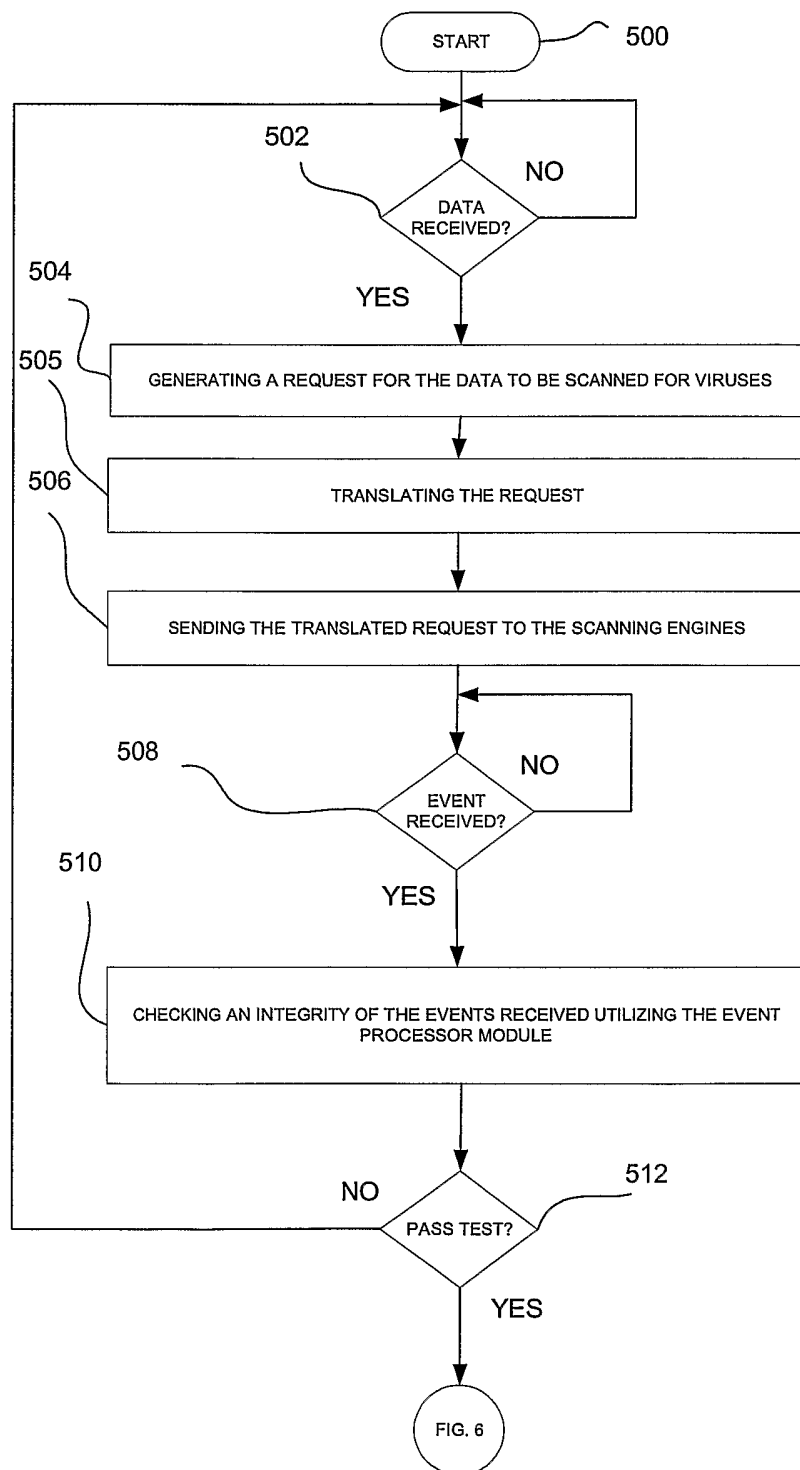 START
500
502
NO
DATA
RECEIVED?
504
YES
GENERATING A REQUEST FOR THE DATA TO BE SCANNED FOR VIRUSES
505
TRANSLATING THE REQUEST
506
SENDING THE TRANSLATED REQUEST TO THE SCANNING ENGINES
508
NO
EVENT
RECEIVED?
510
YES
CHECKING AN INTEGRITY OF THE EVENTS RECEIVED UTILIZING THE EVENT
PROCESSOR MODULE
NO
512
PASS TEST?
YES
FIG. 6